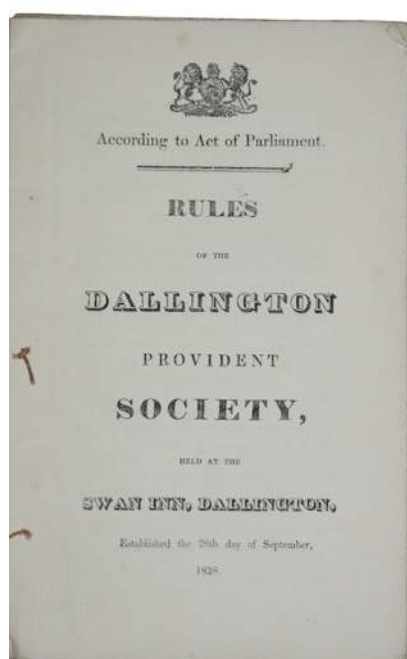 According to Act of Parliament.
RULES
OF THE
DALLINGTON
PROVIDENT
SOCIETY,
HELD AT THE
SWAN INN, DALLINGTON,
Established the 28th day of September,
1838.